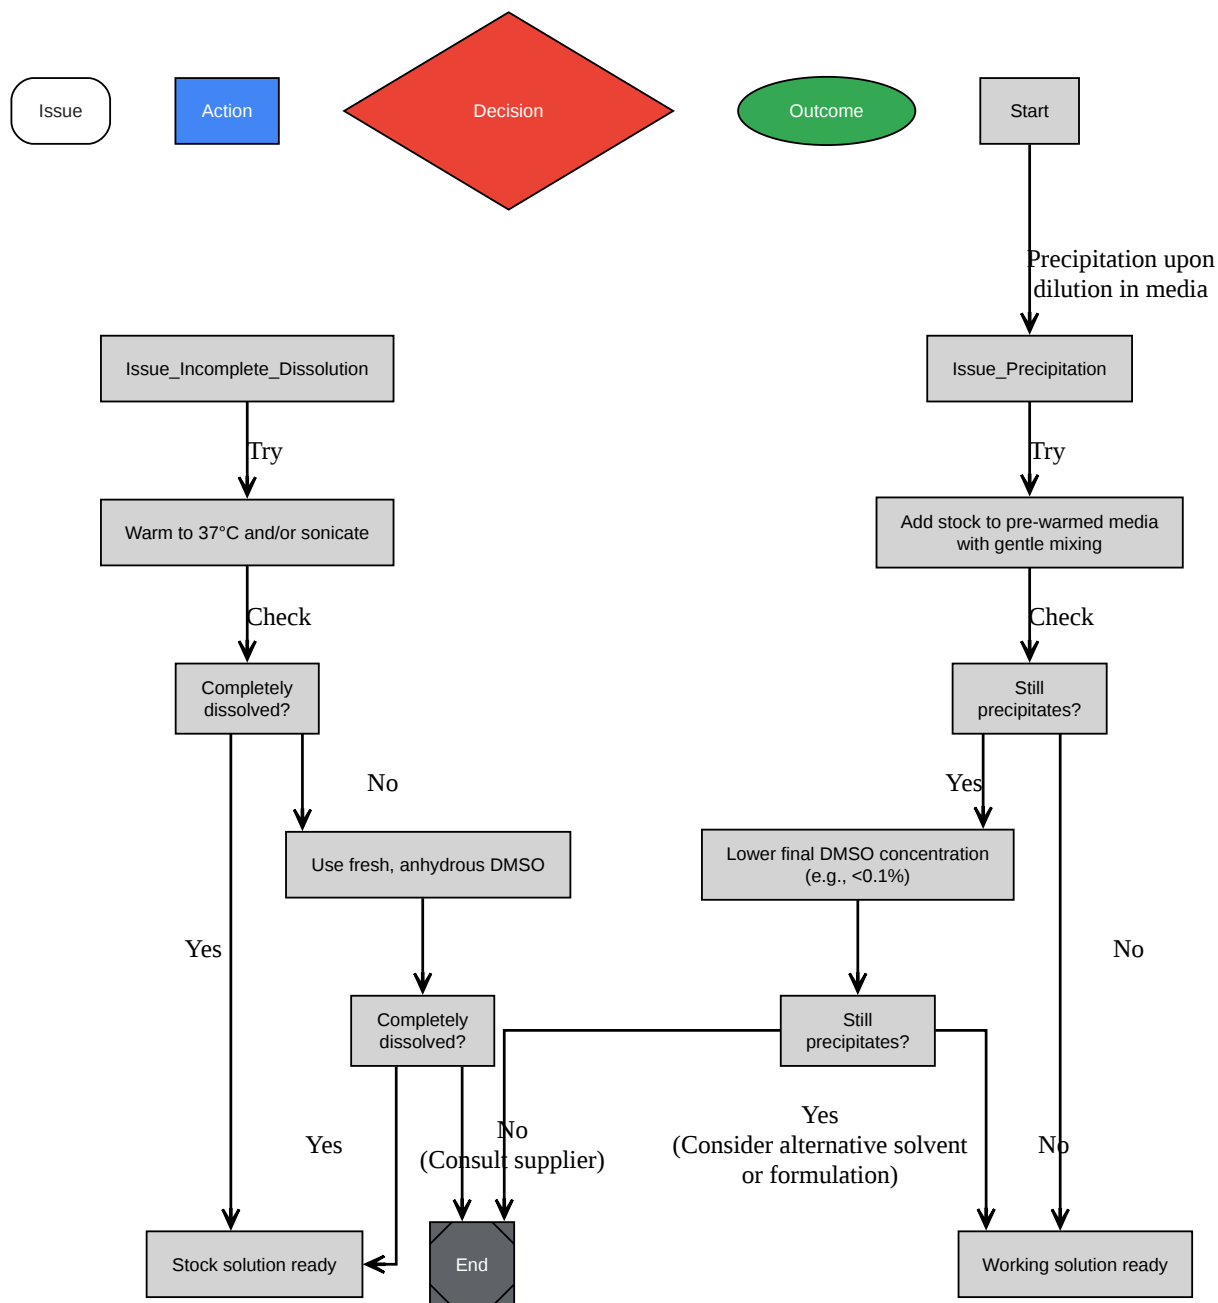 Issue
Action
Decision
Outcome
Start
Precipitation upon
dilution in media
Issue_Incomplete_Dissolution
Issue_Precipitation
Try
Try
Warm to 37°C and/or sonicate
Add stock to pre-warmed media
with gentle mixing
Check
Check
Completely
dissolved?
Still
precipitates?
No
Yes
Use fresh, anhydrous DMSO
Lower final DMSO concentration
(e.g., <0.1%)
Yes
No
Completely
dissolved?
Still
precipitates?
Yes
No
(Consult supplier)
Yes
(Consider alternative solvent
or formulation)
No
Stock solution ready
End
Working solution ready